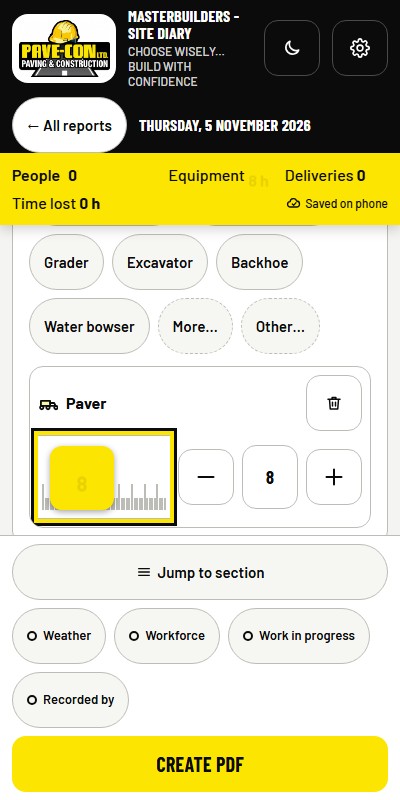 PAVE-CON LTD.
PAVING & CONSTRUCTION
MASTERBUILDERS -
SITE DIARY
CHOOSE WISELY...
BUILD WITH
CONFIDENCE
← All reports
THURSDAY, 5 NOVEMBER 2026
People 0
Equipment 8 h
Deliveries 0
Time lost 0 h
Saved on phone
Grader
Excavator
Backhoe
Water bowser
More...
Other...
Paver
8
8
Jump to section
Weather
Workforce
Work in progress
Recorded by
CREATE PDF